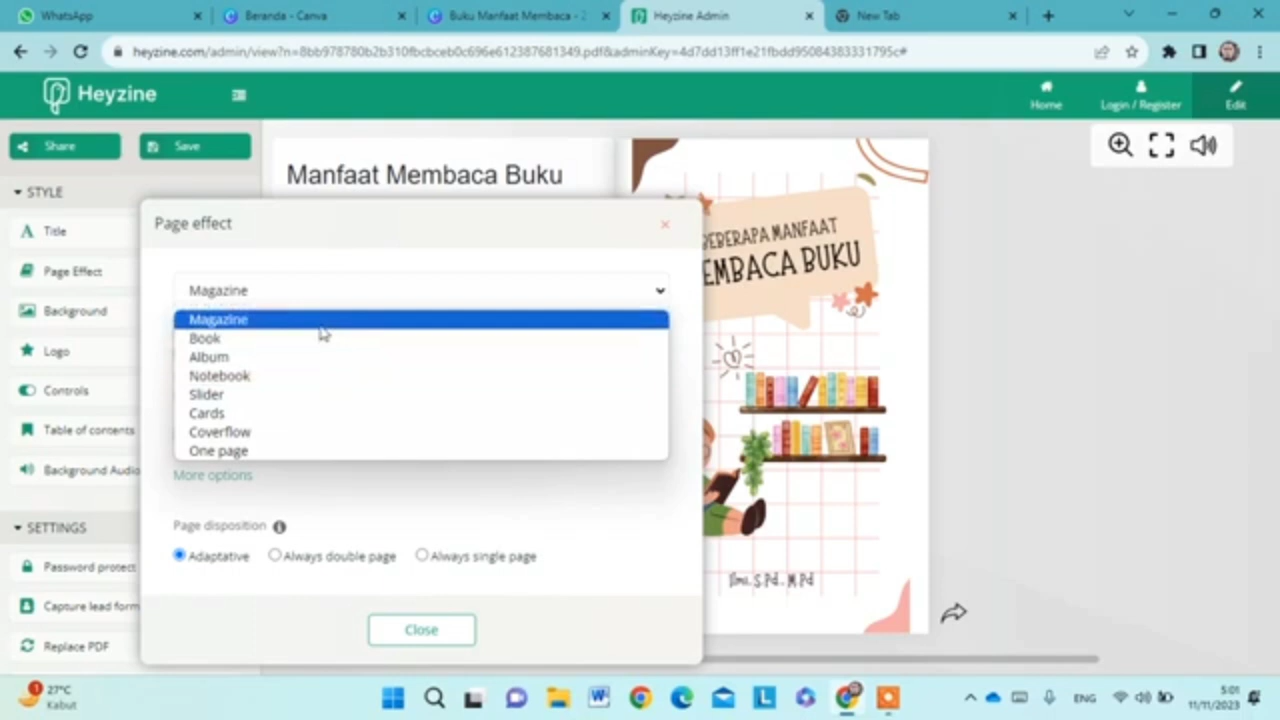 WhatsApp
Beranda - Canva
Buku Manfaat Membaca - 2
Heyzine Admin
New Tab
heyzine.com/admin/view?n=8bb978780b2b310fbcbceb0c696e612387681349.pdf&adminKey=4d7dd13ff1e21fbdd95084383331795c#
Heyzine
Home
Login / Register
Edit
Share
Save
STYLE
Title
Page Effect
Background
Logo
Controls
Table of contents
Background Audio
SETTINGS
Password protect
Capture lead form
Replace PDF
Manfaat Membaca Buku
Page effect
Magazine
Magazine
Book
Album
Notebook
Slider
Cards
Coverflow
One page
More options
Page disposition
Adaptative
Always double page
Always single page
Close
BEBERAPA MANFAAT
EMBACA BUKU
S.Pd., M.Pd
1
27°C
Kabut
ENG
5:01
11/11/2023